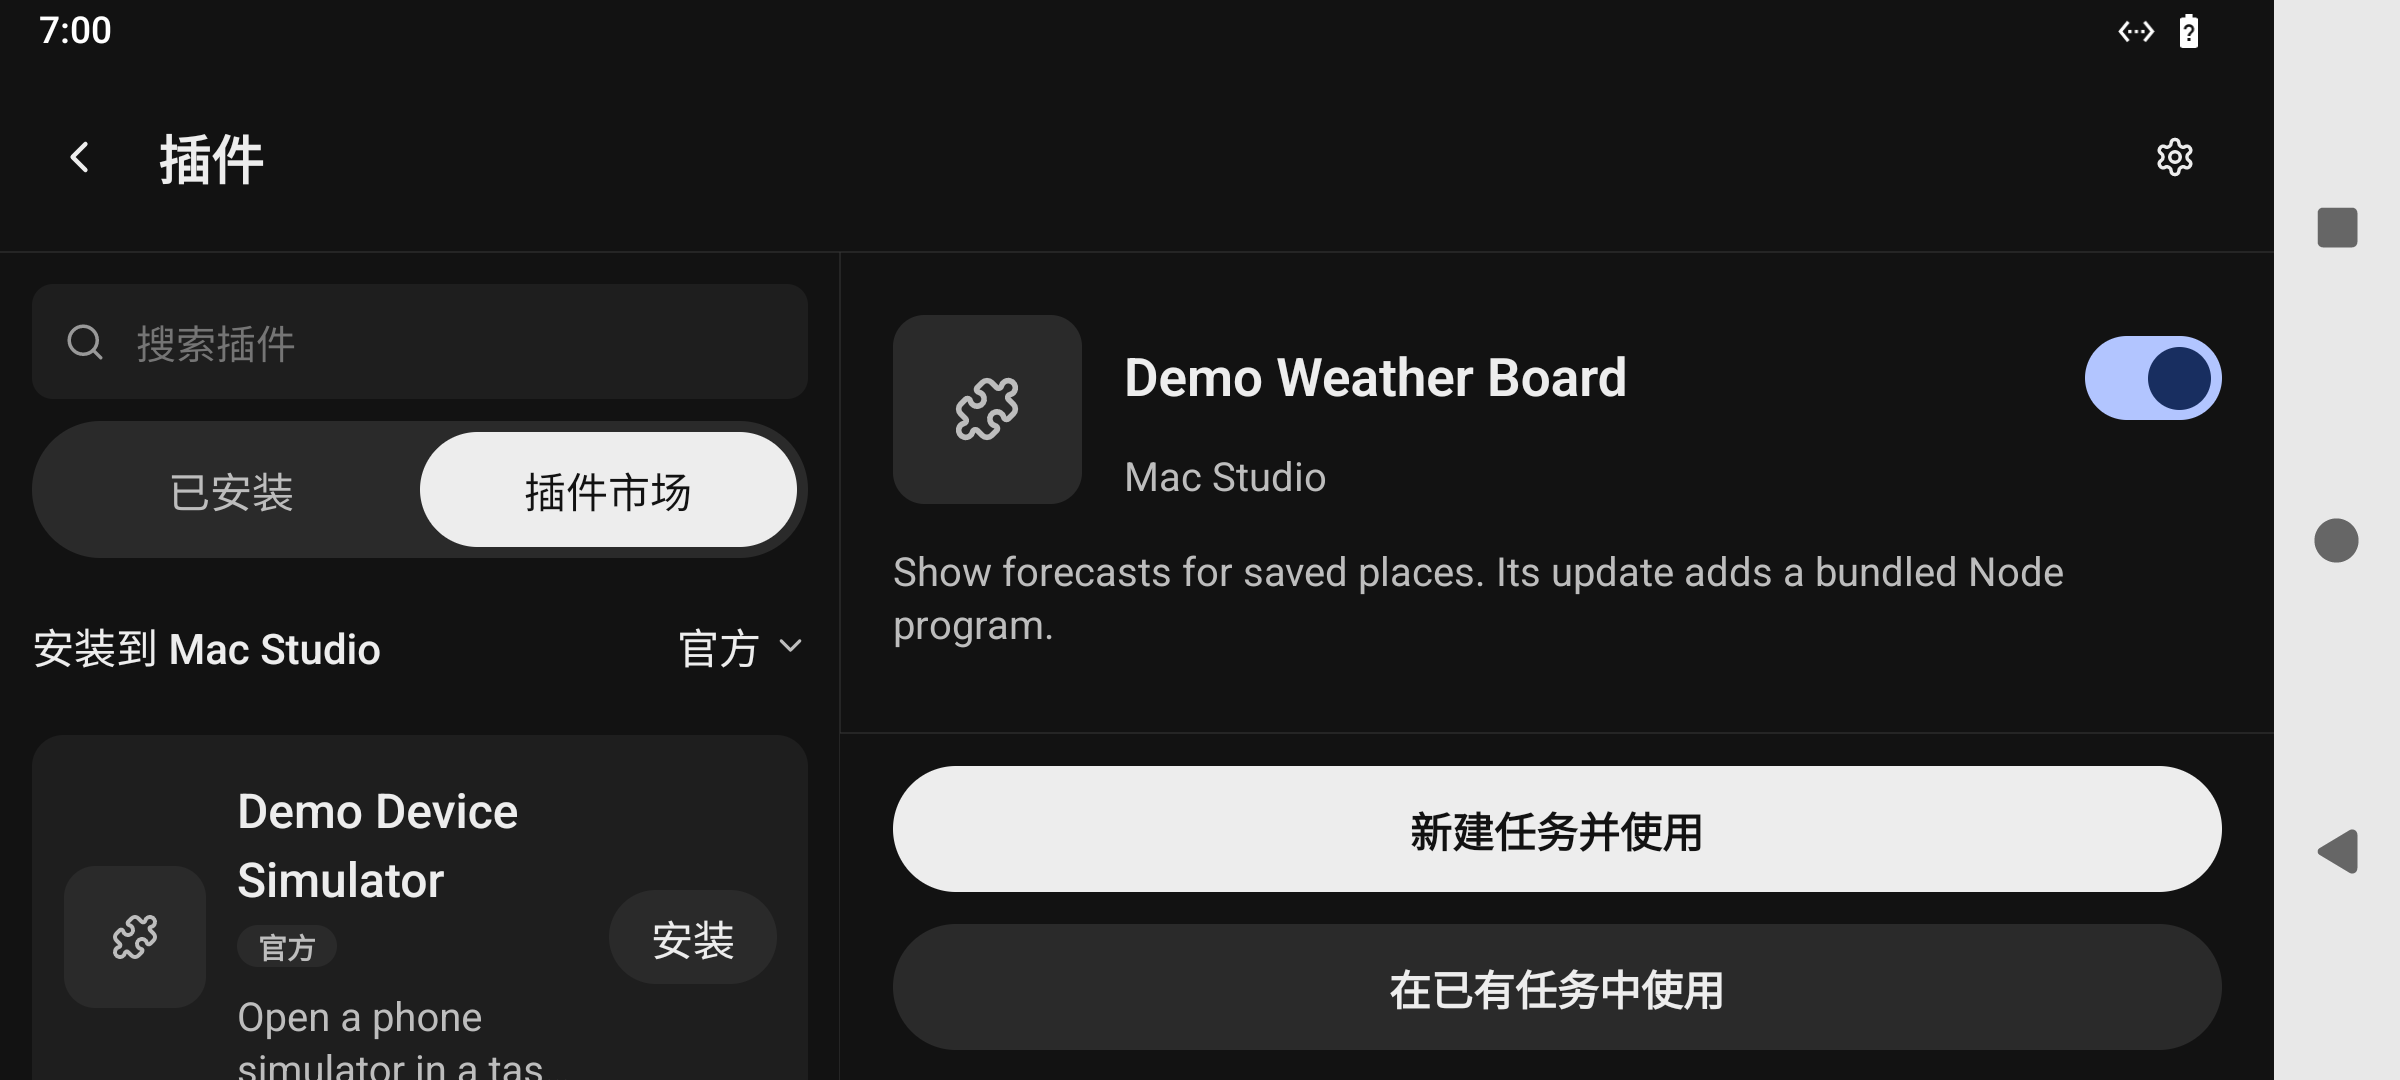 7:00
插件
搜索插件
已安装
插件市场
安装到 Mac Studio
官方
Demo Device
Simulator
官方
安装
Open a phone
simulator in a tas
Demo Weather Board
Mac Studio
Show forecasts for saved places. Its update adds a bundled Node
program.
新建任务并使用
在已有任务中使用